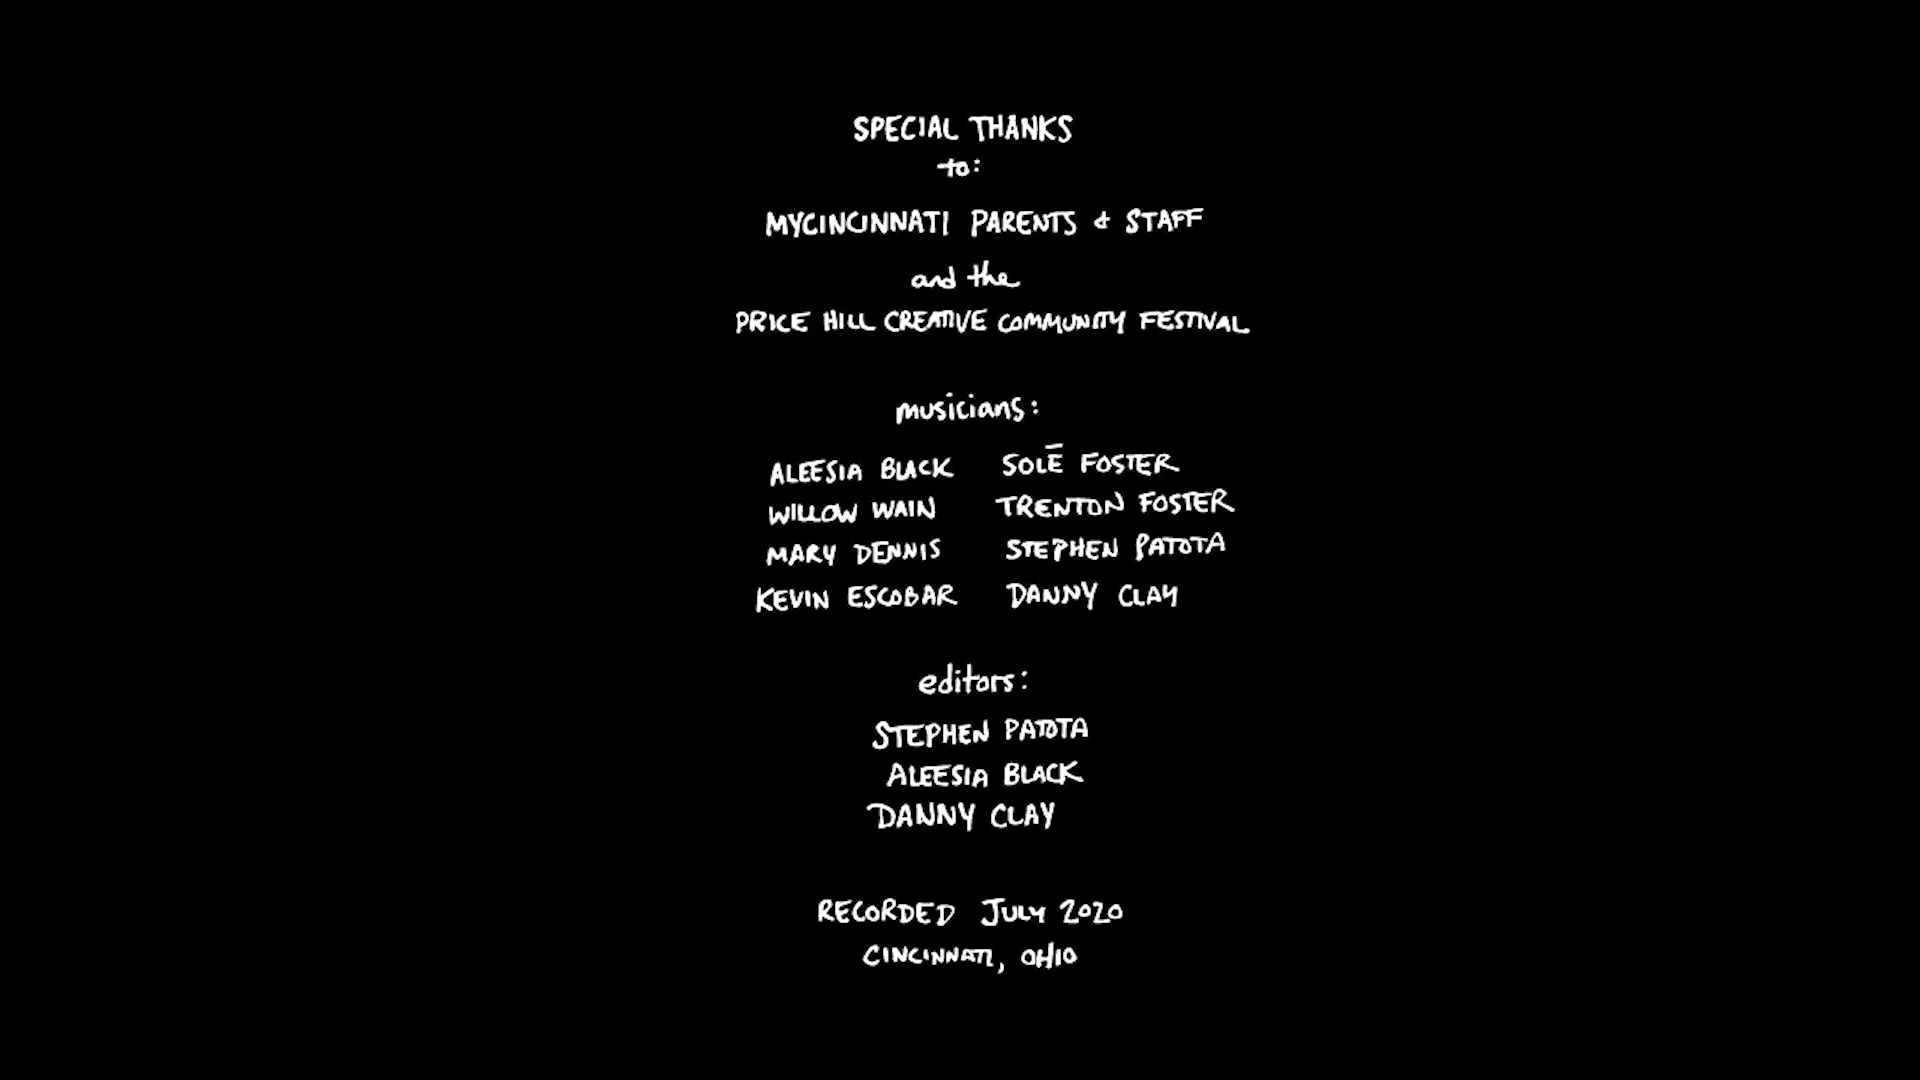 SPECIAL THANKS
to:
MYCINCINNATI PARENTS & STAFF
and the
PRICE HILL CREATIVE COMMUNITY FESTIVAL
musicians:
ALEESIA BLACK SOLĒ FOSTER
WILLOW WAIN TRENTON FOSTER
MARY DENNIS STEPHEN PATOTA
KEVIN ESCOBAR DANNY CLAY
editors:
STEPHEN PATOTA
ALEESIA BLACK
DANNY CLAY
RECORDED JULY 2020
CINCINNATI, OHIO